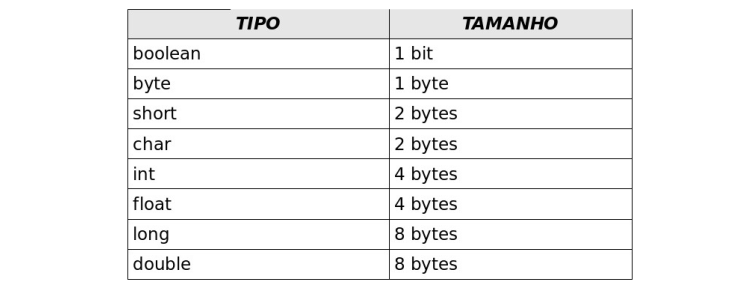 TIPO TAMANHO
boolean 1 bit
byte 1 byte
short 2 bytes
char 2 bytes
int 4 bytes
float 4 bytes
long 8 bytes
double 8 bytes